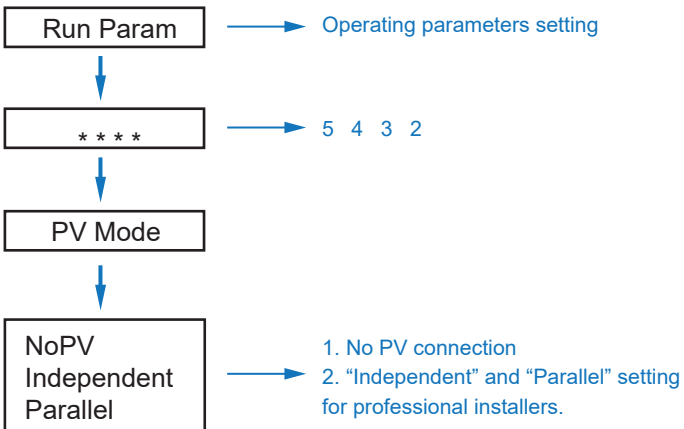 Run Param
Operating parameters setting
* * * *
5 4 3 2
PV Mode
NoPV
Independent
Parallel
1. No PV connection
2. “Independent” and “Parallel” setting
for professional installers.